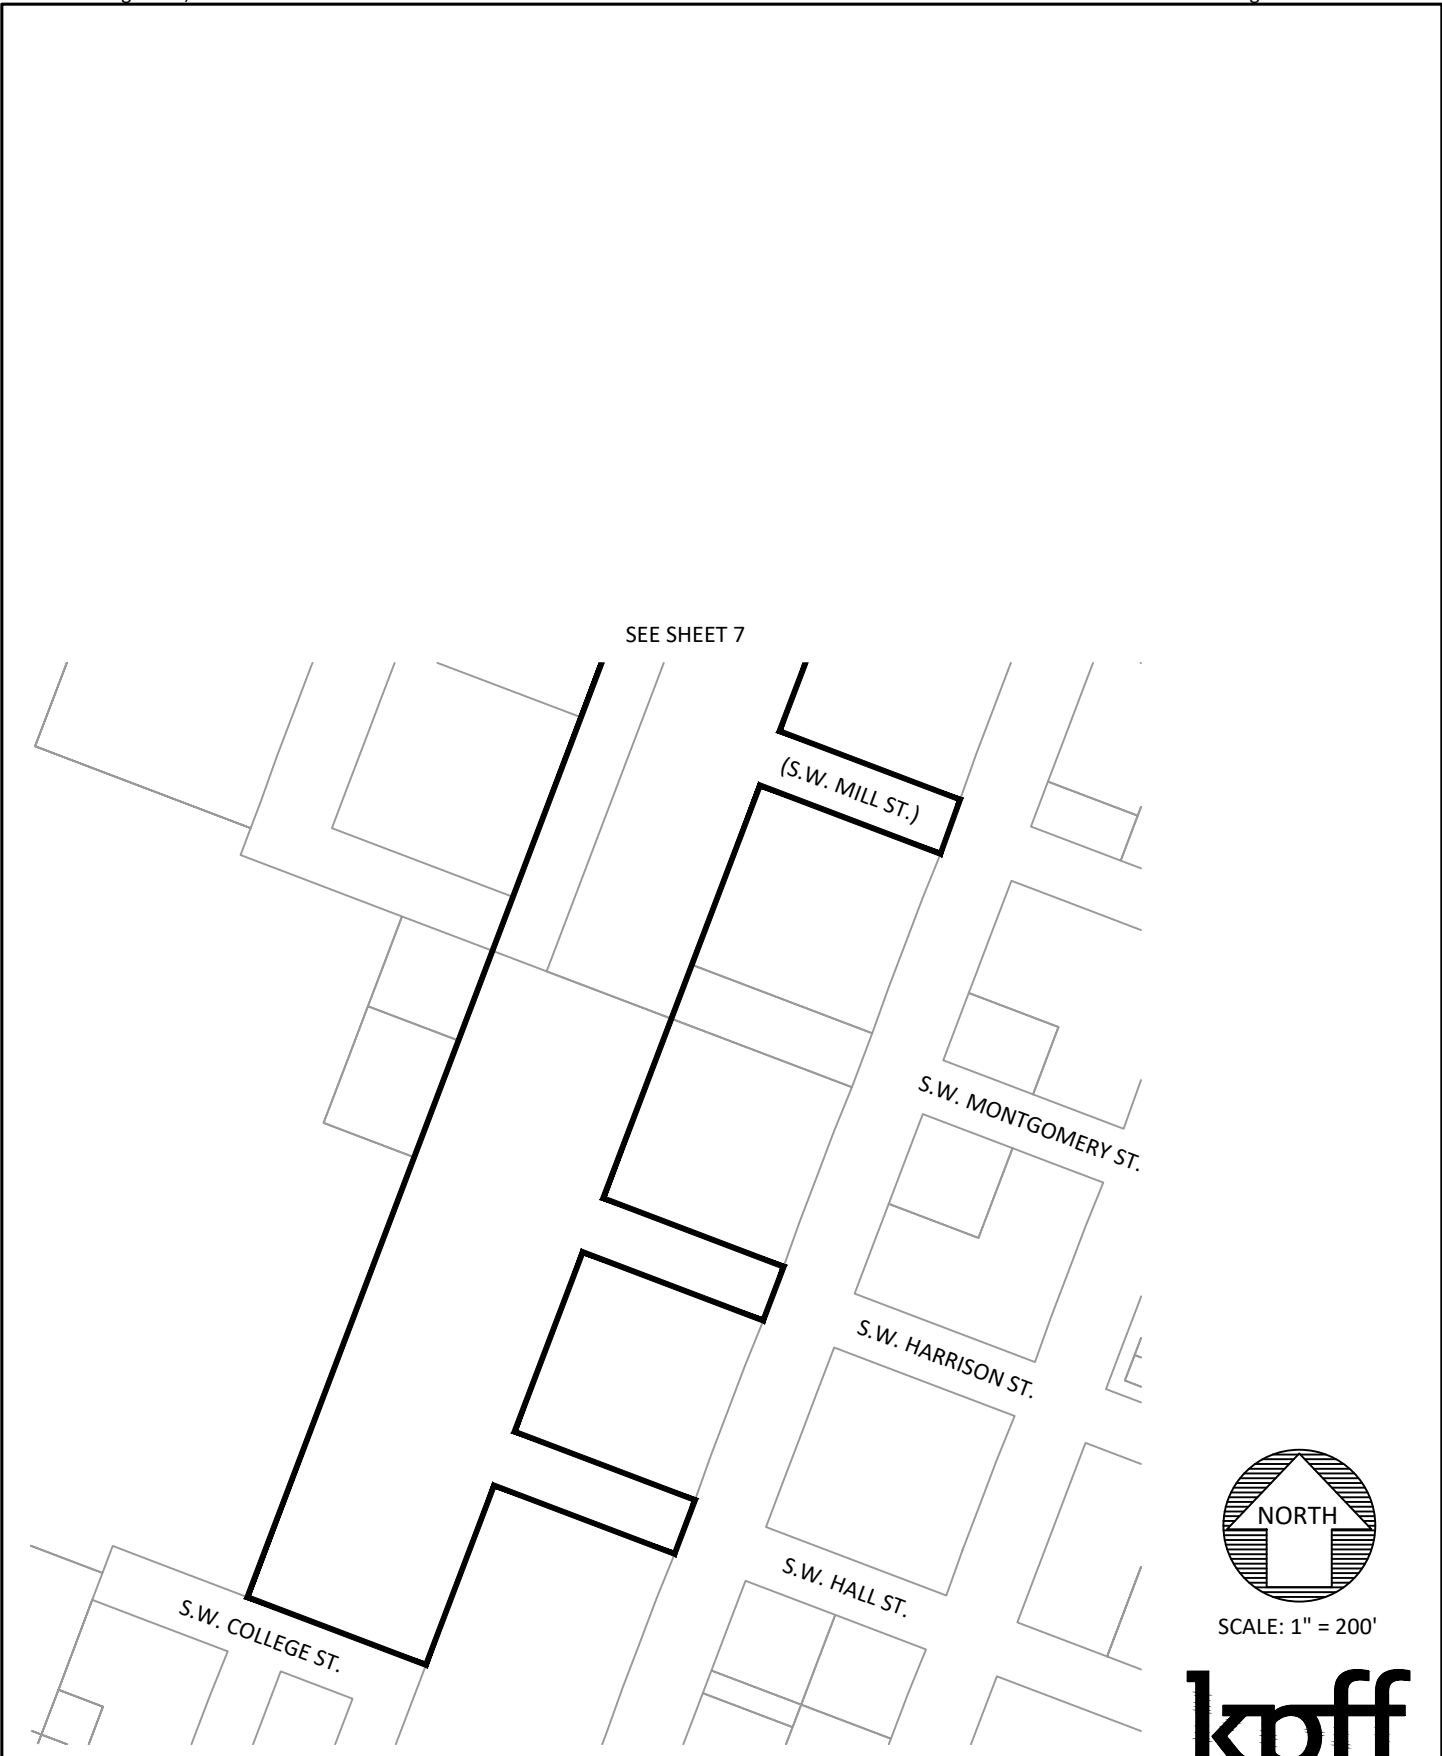 SEE SHEET 7
(S.W. MILL ST.)
S.W. MONTGOMERY ST.
S.W. HARRISON ST.
NORTH
S.W. HALL ST.
S.W. COLLEGE ST.
SCALE: 1" = 200'
kpff